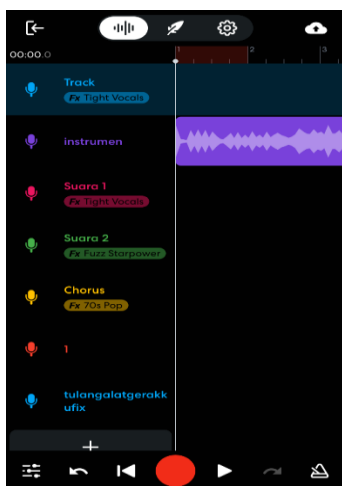 00:00.0
1
2
3
Track
Fx Tight Vocals
instrumen
Suara 1
Fx Tight Vocals
Suara 2
Fx Fuzz Starpower
Chorus
Fx 70s Pop
1
tulangalatgerakk
ufix
+